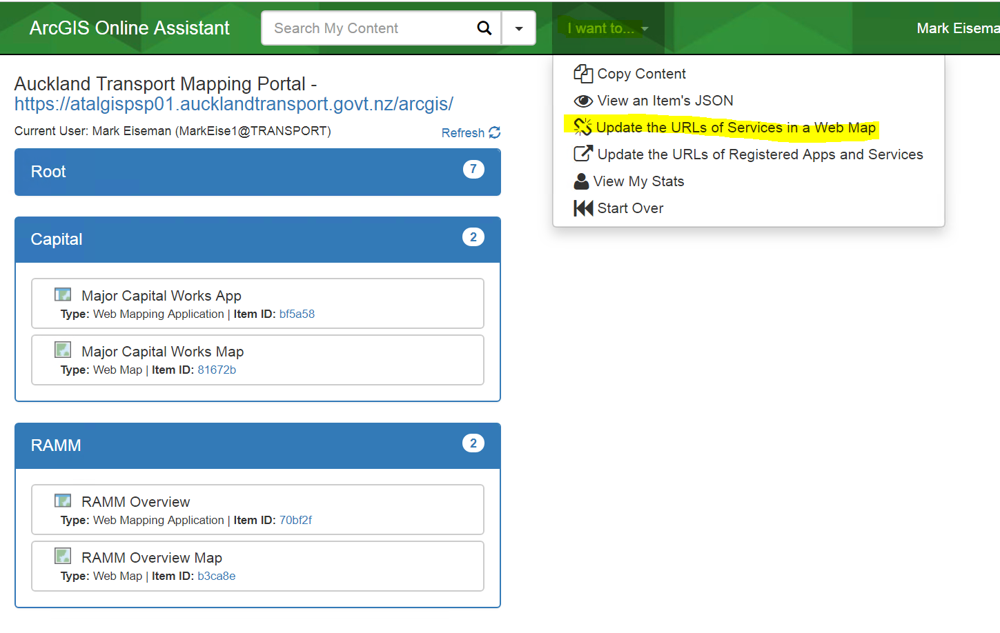 ArcGIS Online Assistant
Search My Content
I want to...
Mark Eisema
Copy Content
View an Item's JSON
Update the URLs of Services in a Web Map
Update the URLs of Registered Apps and Services
View My Stats
Start Over
Auckland Transport Mapping Portal -
https://atalgispsp01.aucklandtransport.govt.nz/arcgis/
Current User: Mark Eiseman (MarkEise1@TRANSPORT)
Refresh
Root 7
Capital 2
Major Capital Works App
Type: Web Mapping Application | Item ID: bf5a58
Major Capital Works Map
Type: Web Map | Item ID: 81672b
RAMM 2
RAMM Overview
Type: Web Mapping Application | Item ID: 70bf2f
RAMM Overview Map
Type: Web Map | Item ID: b3ca8e